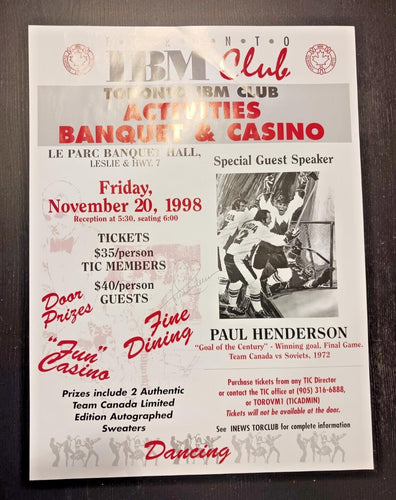 TORONTO
IBM Club
TORONTO IBM CLUB
ACTIVITIES
BANQUET & CASINO
LE PARC BANQUET HALL,
LESLIE & HWY. 7
Friday,
November 20, 1998
Reception at 5:30, seating 6:00
TICKETS
$35/person
TIC MEMBERS
$40/person
GUESTS
Door
Prizes
Fine
Dining
"Fun"
Casino
Prizes include 2 Authentic
Team Canada Limited
Edition Autographed
Sweaters
Special Guest Speaker
PAUL HENDERSON
"Goal of the Century" - Winning goal, Final Game.
Team Canada vs Soviets, 1972
Purchase tickets from any TIC Director
or contact the TIC office at (905) 316-6888,
or TOROVM1 (TICADMIN)
Tickets will not be available at the door.
See INEWS TORCLUB for complete information
Dancing